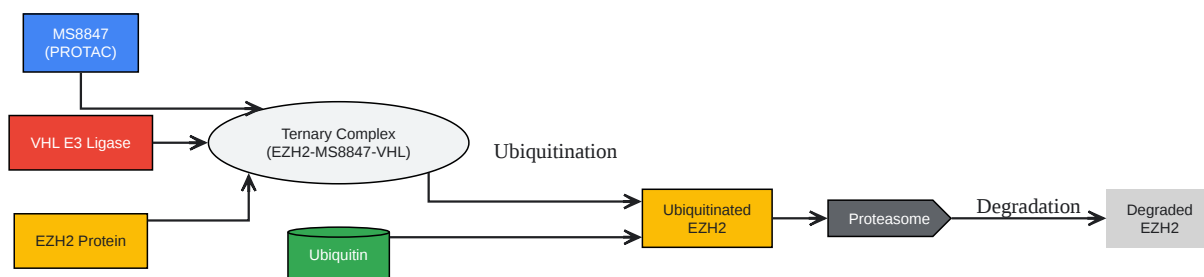 MS8847
(PROTAC)
VHL E3 Ligase
EZH2 Protein
Ternary Complex
(EZH2-MS8847-VHL)
Ubiquitin
Ubiquitination
Ubiquitinated
EZH2
Proteasome
Degradation
Degraded
EZH2